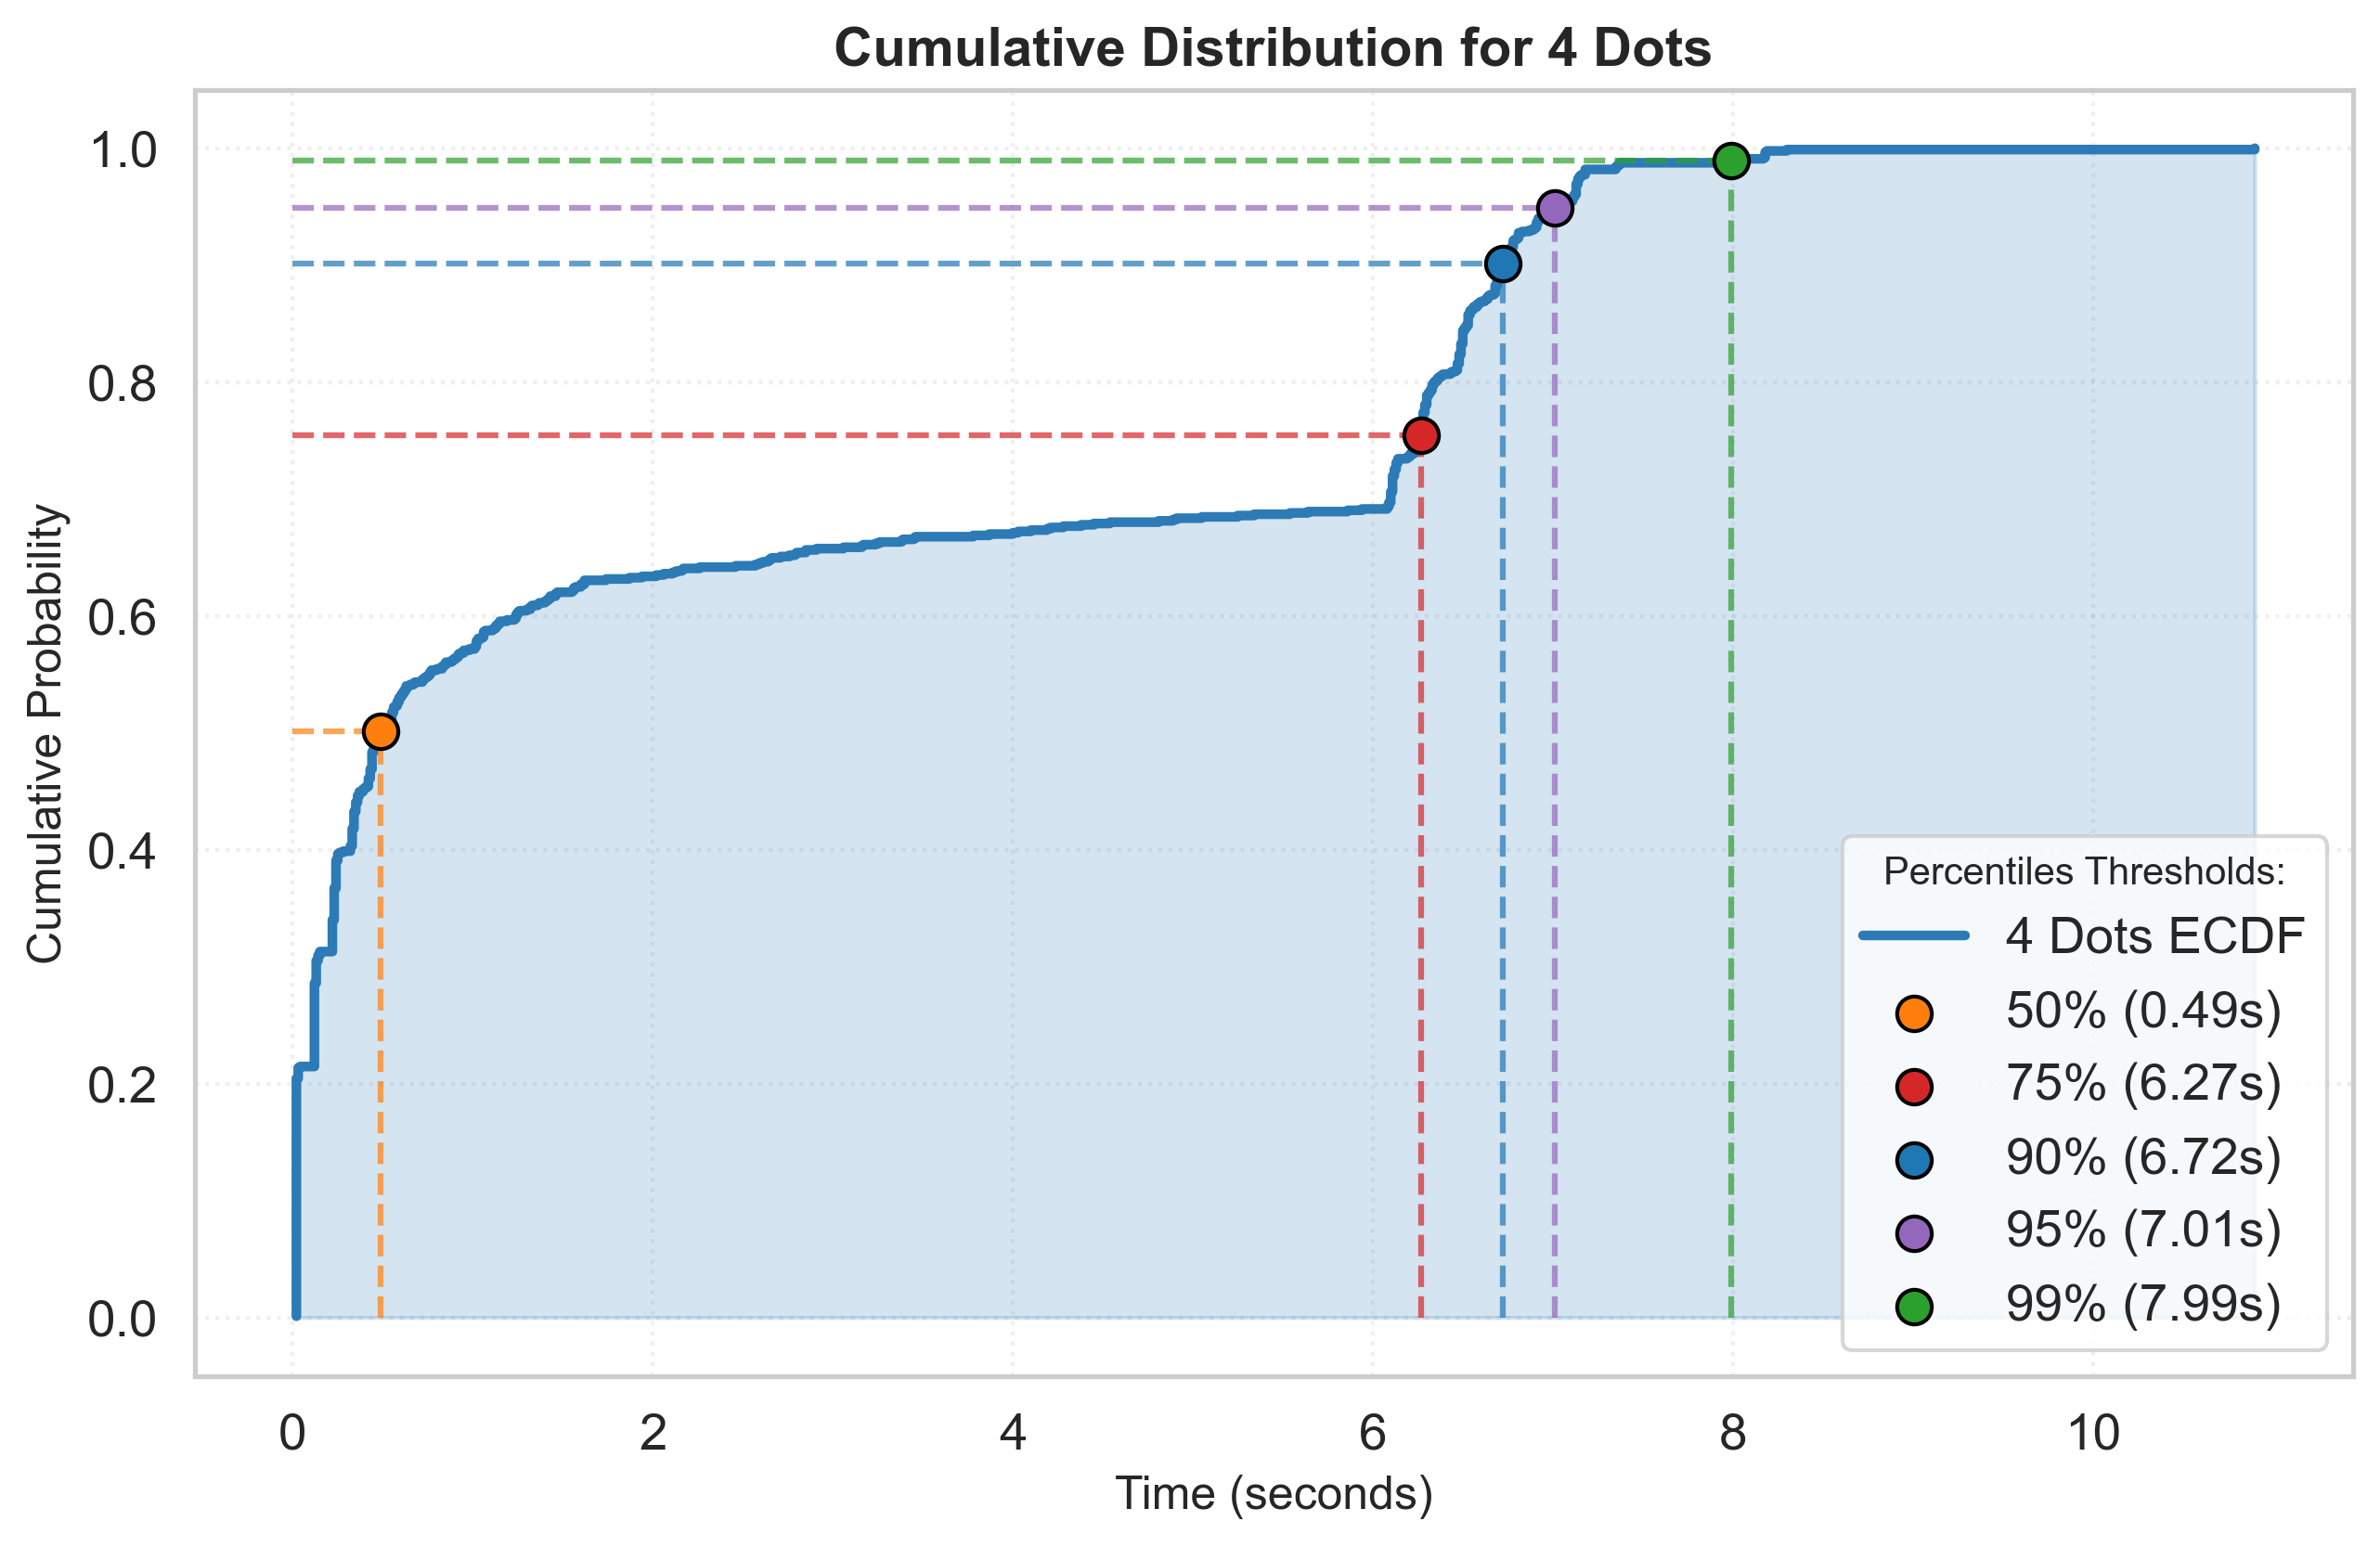 Cumulative Distribution for 4 Dots
Cumulative Probability
1.0
0.8
0.6
0.4
0.2
0.0
0
2
4
6
8
10
Time (seconds)
Percentiles Thresholds:
4 Dots ECDF
50% (0.49s)
75% (6.27s)
90% (6.72s)
95% (7.01s)
99% (7.99s)